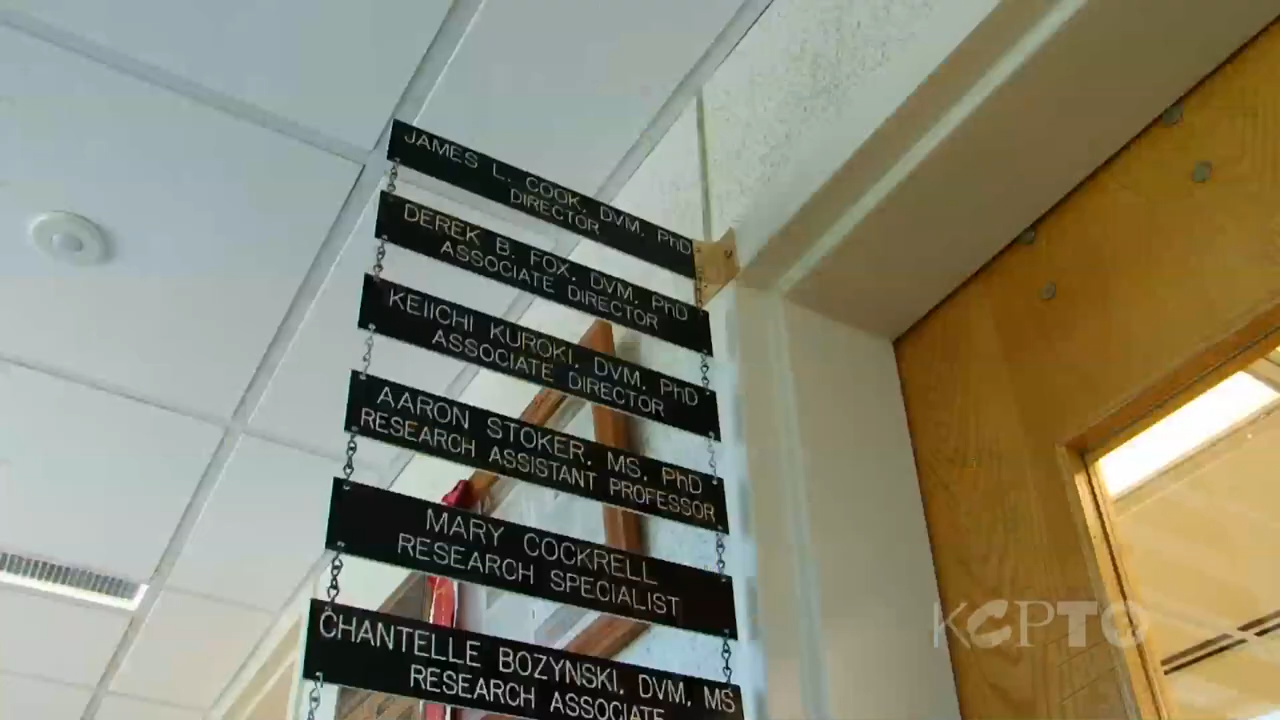 JAMES L. COOK, DVM, PhD
DIRECTOR
DEREK B. FOX, DVM, PhD
ASSOCIATE DIRECTOR
KEIICHI KUROKI, DVM, PhD
ASSOCIATE DIRECTOR
AARON STOKER, MS, PhD
RESEARCH ASSISTANT PROFESSOR
MARY COCKRELL
RESEARCH SPECIALIST
CHANTELLE BOZYNSKI, DVM, MS
RESEARCH ASSOCIATE
KCPT